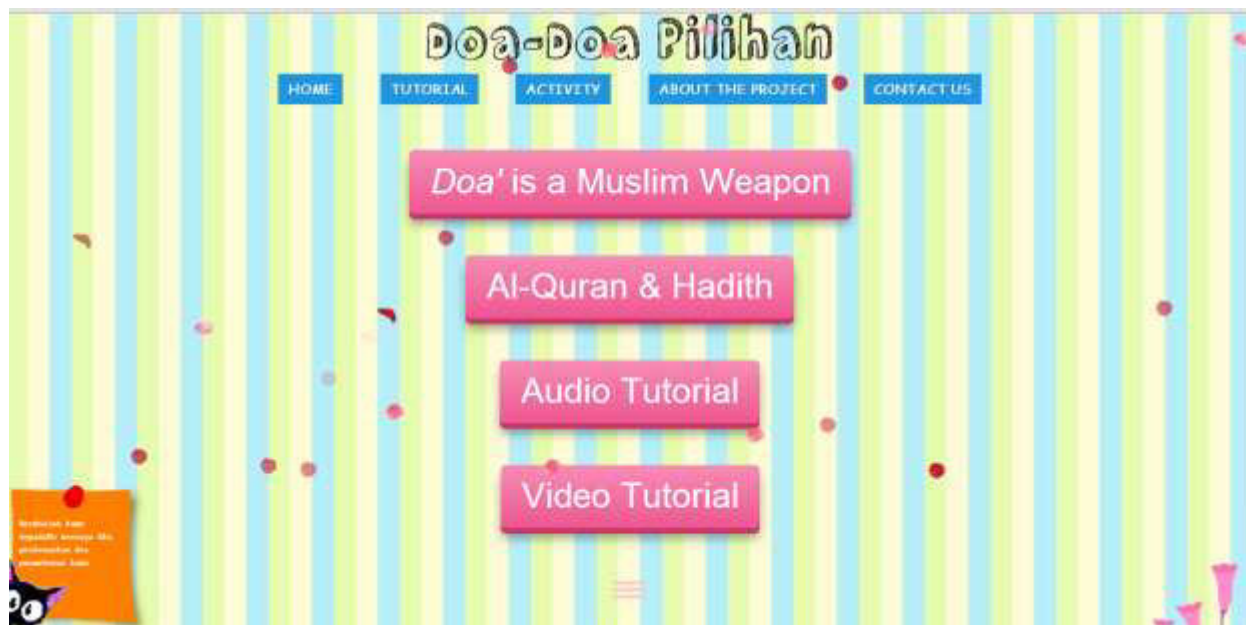 Doa-Doa Pilihan
HOME TUTORIAL ACTIVITY ABOUT THE PROJECT CONTACT US
Doa' is a Muslim Weapon
Al-Quran & Hadith
Audio Tutorial
Video Tutorial